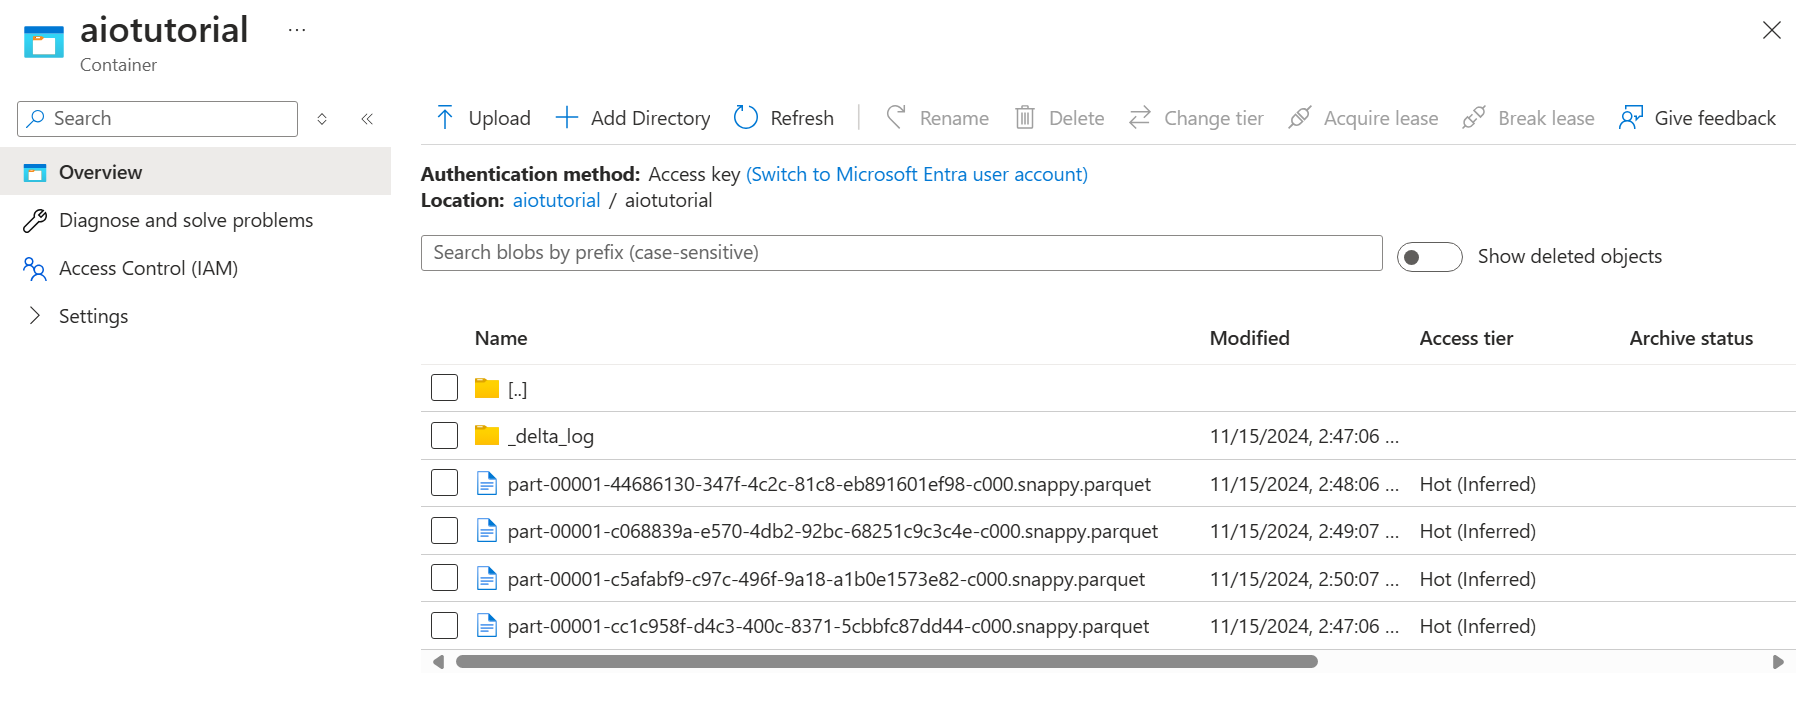 aiotutorial ...
Container
Search
Overview
Diagnose and solve problems
Access Control (IAM)
Settings
Upload Add Directory Refresh Rename Delete Change tier Acquire lease Break lease Give feedback
Authentication method: Access key (Switch to Microsoft Entra user account)
Location: aiotutorial / aiotutorial
Search blobs by prefix (case-sensitive) Show deleted objects
Name Modified Access tier Archive status
[..]
_delta_log 11/15/2024, 2:47:06 ...
part-00001-44686130-347f-4c2c-81c8-eb891601ef98-c000.snappy.parquet 11/15/2024, 2:48:06 ... Hot (Inferred)
part-00001-c068839a-e570-4db2-92bc-68251c9c3c4e-c000.snappy.parquet 11/15/2024, 2:49:07 ... Hot (Inferred)
part-00001-c5afabf9-c97c-496f-9a18-a1b0e1573e82-c000.snappy.parquet 11/15/2024, 2:50:07 ... Hot (Inferred)
part-00001-cc1c958f-d4c3-400c-8371-5cbbfc87dd44-c000.snappy.parquet 11/15/2024, 2:47:06 ... Hot (Inferred)